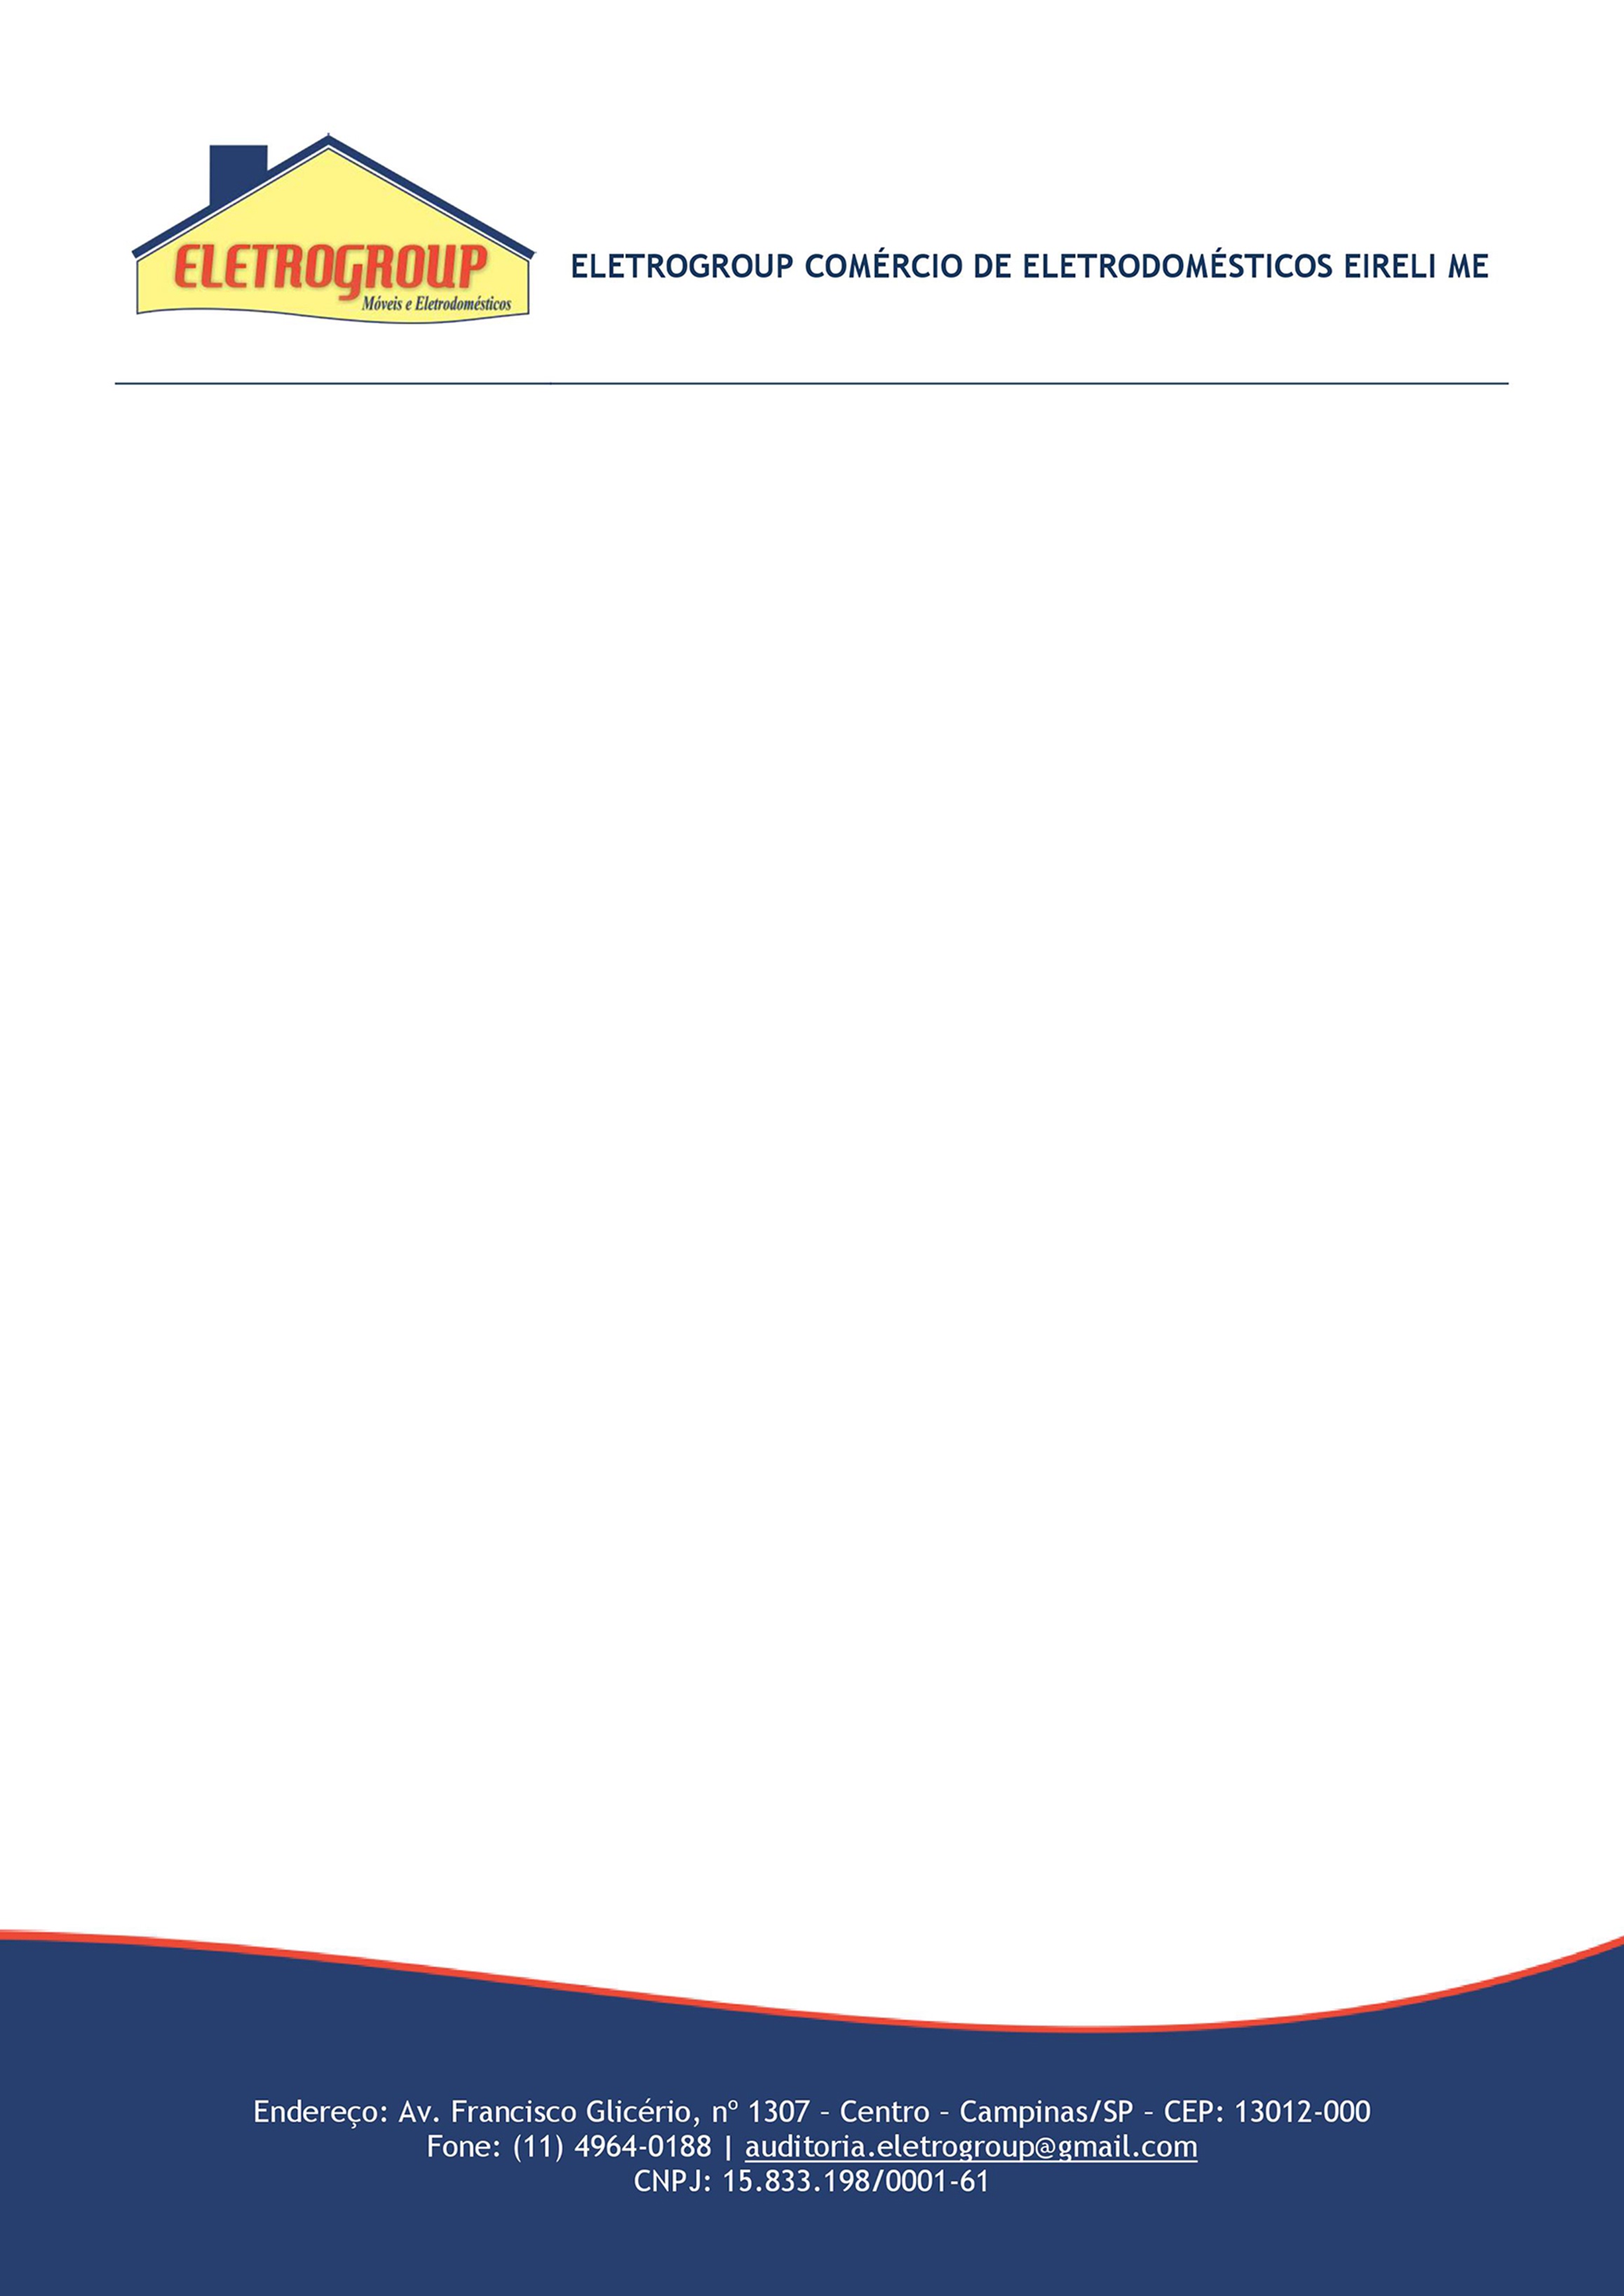 ELETROGROUP
Móveis e Eletrodomésticos
ELETROGROUP COMÉRCIO DE ELETRODOMÉSTICOS EIRELI ME
Endereço: Av. Francisco Glicério, nº 1307 - Centro - Campinas/SP - CEP: 13012-000
Fone: (11) 4964-0188 | auditoria.eletrogroup@gmail.com
CNPJ: 15.833.198/0001-61